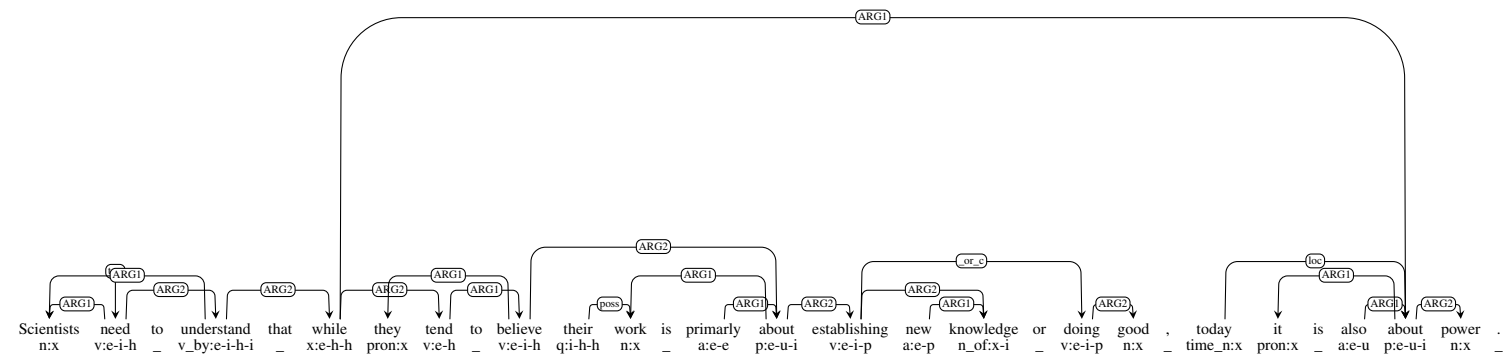 ARG1
ARG2
ARG1 _or_c loc
ARG1 ARG1 ARG1 ARG2 ARG1
ARG1 ARG2 ARG2 ARG2 ARG1 poss ARG1 ARG2 ARG1 ARG2 ARG1 ARG2
Scientists need to understand that while they tend to believe their work is primarly about establishing new knowledge or doing good , today it is also about power .
n:x v:e-i-h _ v_by:e-i-h-i _ x:e-h-h pron:x v:e-h _ v:e-i-h q:i-h-h n:x _ a:e-e p:e-u-i v:e-i-p a:e-p n_of:x-i _ v:e-i-p n:x _ time_n:x pron:x _ a:e-u p:e-u-i n:x _